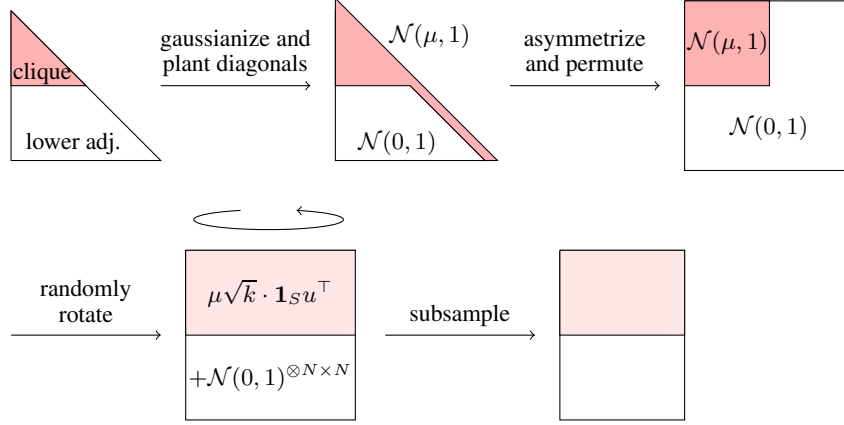 clique
lower adj.
gaussianize and
plant diagonals
𝒩(μ, 1)
𝒩(0, 1)
asymmetrize
and permute
𝒩(μ, 1)
𝒩(0, 1)
randomly
rotate
μ√k · 𝟏_S u^⊤
+𝒩(0, 1)^{⊗N×N}
subsample